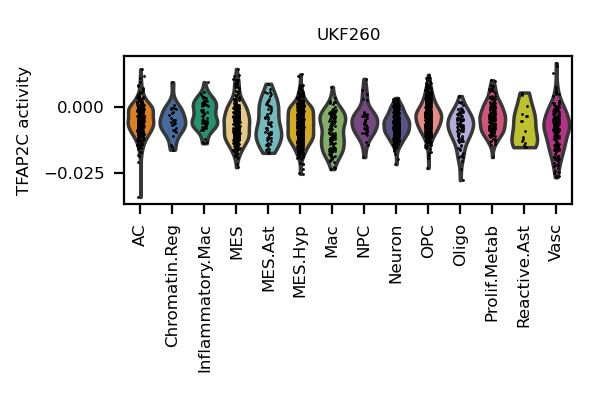 UKF260
TFAP2C activity
0.000
−0.025
AC
Chromatin.Reg
Inflammatory.Mac
MES
MES.Ast
MES.Hyp
Mac
NPC
Neuron
OPC
Oligo
Prolif.Metab
Reactive.Ast
Vasc